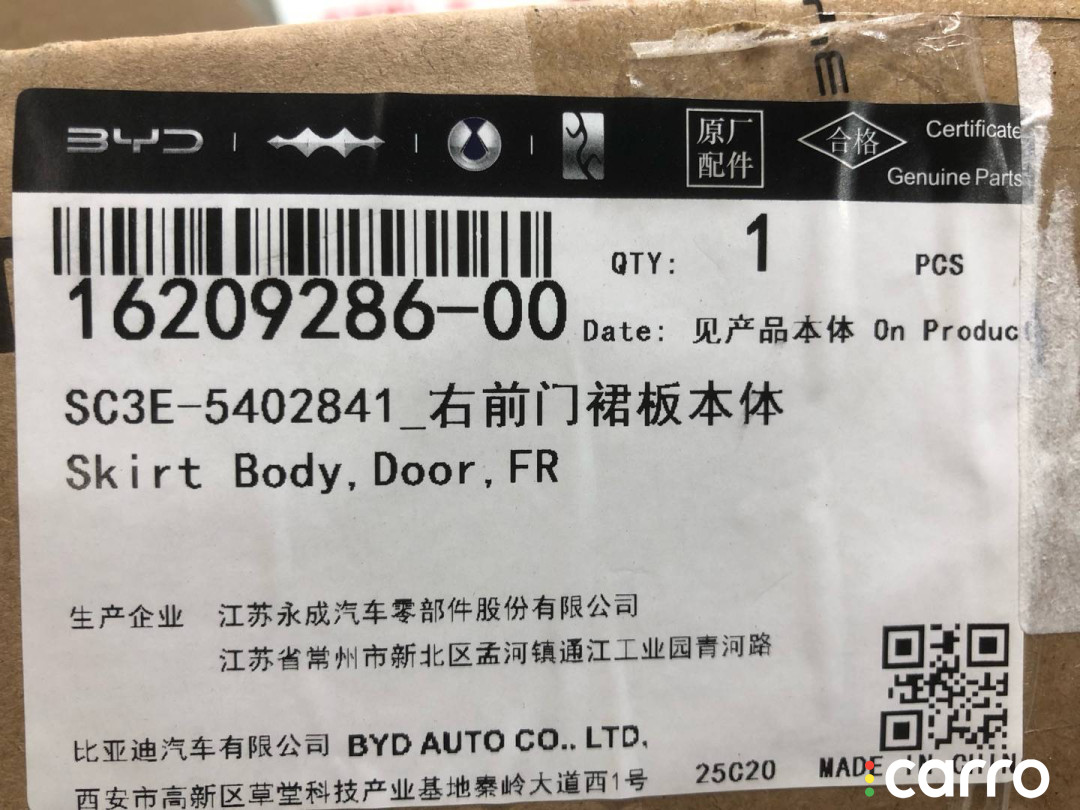 BYD
原厂
配件
合格
Certificate
Genuine Parts
16209286-00
QTY: 1 PCS
Date: 见产品本体 On Produc
SC3E-5402841_右前门裙板本体
Skirt Body,Door,FR
生产企业 江苏永成汽车零部件股份有限公司
江苏省常州市新北区孟河镇通江工业园青河路
比亚迪汽车有限公司 BYD AUTO CO., LTD.
西安市高新区草堂科技产业基地秦岭大道西1号
25C20 MADE IN CHIN
carro